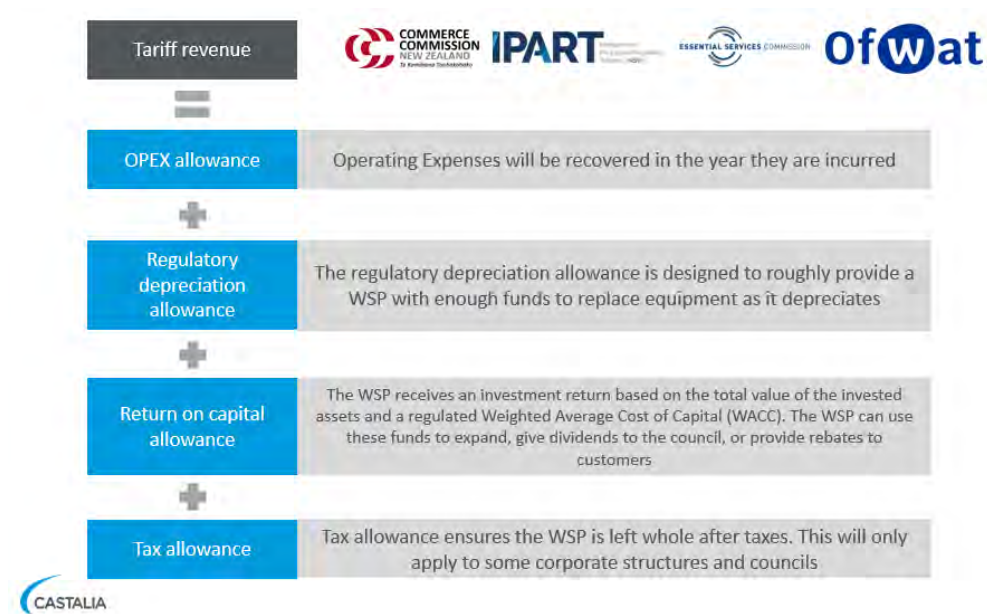 Tariff revenue
COMMERCE
COMMISSION
NEW ZEALAND
Te Komihana Tauhokohoko
IPART
ESSENTIAL SERVICES COMMISSION
Ofwat
OPEX allowance
Operating Expenses will be recovered in the year they are incurred
Regulatory
depreciation
allowance
The regulatory depreciation allowance is designed to roughly provide a
WSP with enough funds to replace equipment as it depreciates
Return on capital
allowance
The WSP receives an investment return based on the total value of the invested
assets and a regulated Weighted Average Cost of Capital (WACC). The WSP can use
these funds to expand, give dividends to the council, or provide rebates to
customers
Tax allowance
Tax allowance ensures the WSP is left whole after taxes. This will only
apply to some corporate structures and councils
CASTALIA